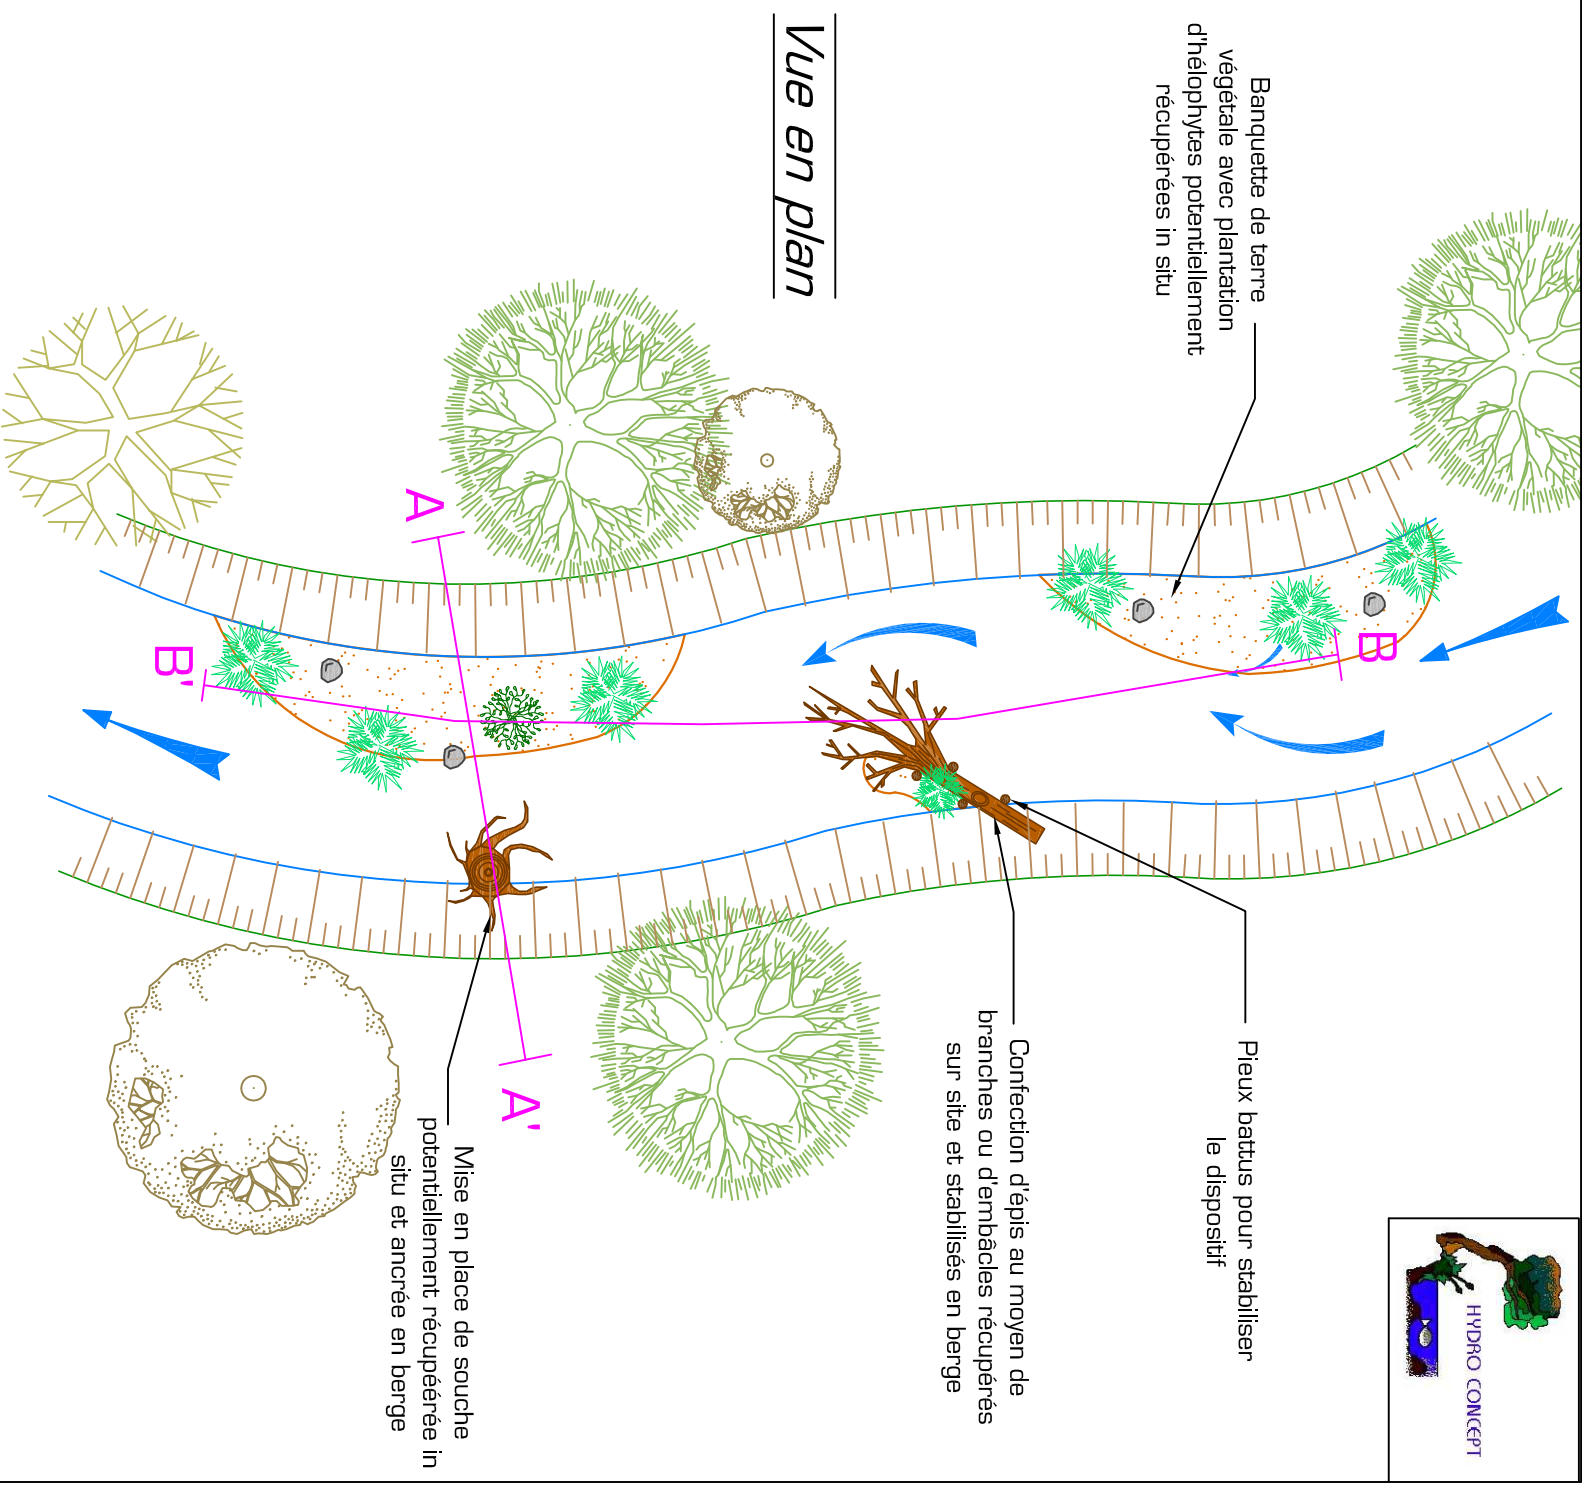 Vue en plan
Banquette de terre
végétale avec plantation
d'hélophytes potentiellement
récupérées in situ
A
B'
B
A'
Pieux battus pour stabiliser
le dispositif
Confection d'épis au moyen de
branches ou d'embâcles récupérés
sur site et stabilisés en berge
Mise en place de souche
potentiellement récupéérée in
situ et ancrée en berge
HYDRO CONCEPT